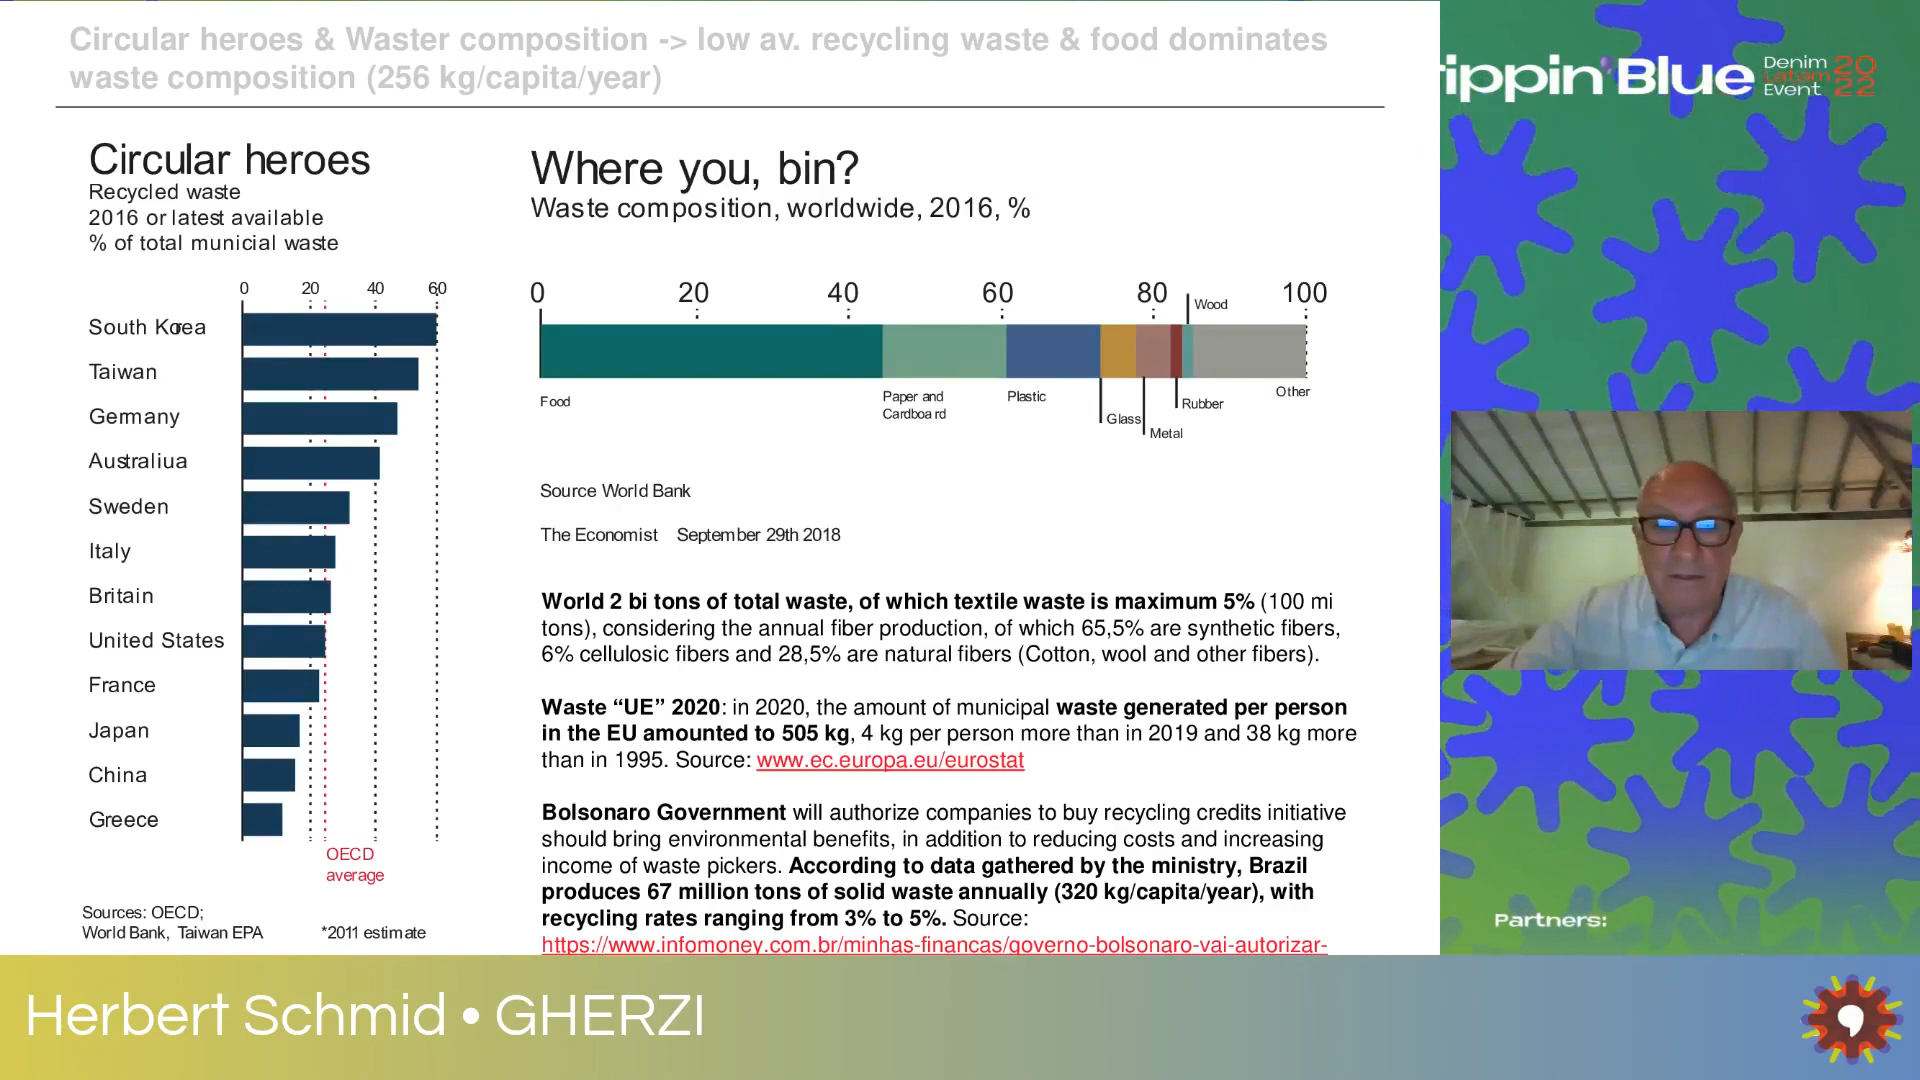 Circular heroes & Waster composition -> low av. recycling waste & food dominates
waste composition (256 kg/capita/year)
Circular heroes
Recycled waste
2016 or latest available
% of total municial waste
0 20 40 60
South Korea
Taiwan
Germany
Australiua
Sweden
Italy
Britain
United States
France
Japan
China
Greece
OECD
average
Sources: OECD;
World Bank, Taiwan EPA *2011 estimate
Where you, bin?
Waste composition, worldwide, 2016, %
0 20 40 60 80 100
Wood
Food
Paper and
Cardboard
Plastic
Glass
Metal
Rubber
Other
Source World Bank
The Economist September 29th 2018
World 2 bi tons of total waste, of which textile waste is maximum 5% (100 mi
tons), considering the annual fiber production, of which 65,5% are synthetic fibers,
6% cellulosic fibers and 28,5% are natural fibers (Cotton, wool and other fibers).
Waste “UE” 2020: in 2020, the amount of municipal waste generated per person
in the EU amounted to 505 kg, 4 kg per person more than in 2019 and 38 kg more
than in 1995. Source: www.ec.europa.eu/eurostat
Bolsonaro Government will authorize companies to buy recycling credits initiative
should bring environmental benefits, in addition to reducing costs and increasing
income of waste pickers. According to data gathered by the ministry, Brazil
produces 67 million tons of solid waste annually (320 kg/capita/year), with
recycling rates ranging from 3% to 5%. Source:
https://www.infomoney.com.br/minhas-financas/governo-bolsonaro-vai-autorizar-
rippin' Blue
Denim
Latam
Event
20
22
Partners:
Herbert Schmid • GHERZI